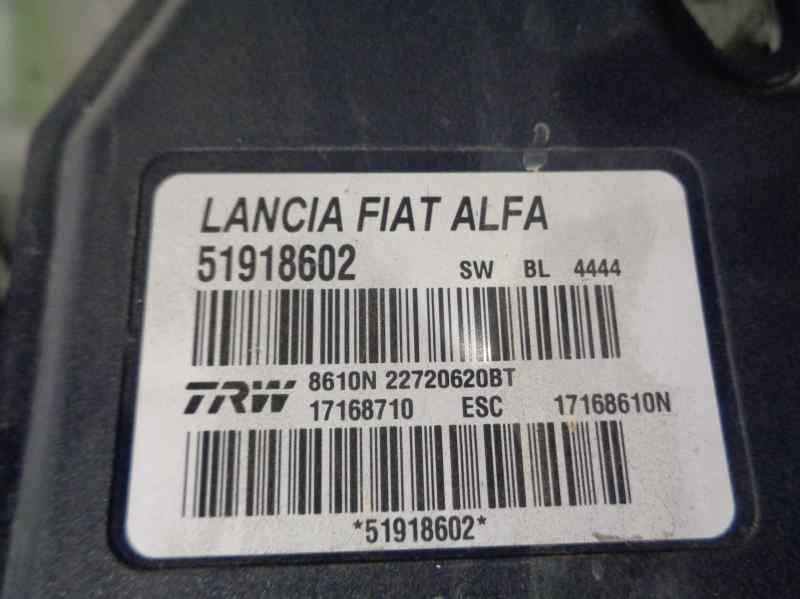 LANCIA FIAT ALFA
51918602 SW BL 4444
TRW 8610N 22720620BT
17168710 ESC 17168610N
*51918602*